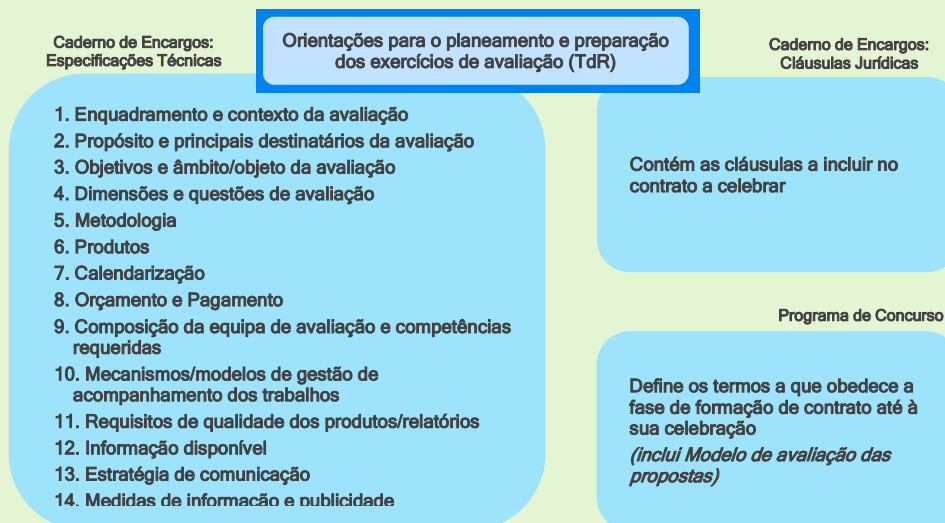 Orientações para o planeamento e preparação
dos exercícios de avaliação (TdR)
Caderno de Encargos:
Especificações Técnicas
1. Enquadramento e contexto da avaliação
2. Propósito e principais destinatários da avaliação
3. Objetivos e âmbito/objeto da avaliação
4. Dimensões e questões de avaliação
5. Metodologia
6. Produtos
7. Calendarização
8. Orçamento e Pagamento
9. Composição da equipa de avaliação e competências
requeridas
10. Mecanismos/modelos de gestão de
acompanhamento dos trabalhos
11. Requisitos de qualidade dos produtos/relatórios
12. Informação disponível
13. Estratégia de comunicação
14. Medidas de informação e publicidade
Caderno de Encargos:
Cláusulas Jurídicas
Contém as cláusulas a incluir no
contrato a celebrar
Programa de Concurso
Define os termos a que obedece a
fase de formação de contrato até à
sua celebração
(inclui Modelo de avaliação das
propostas)